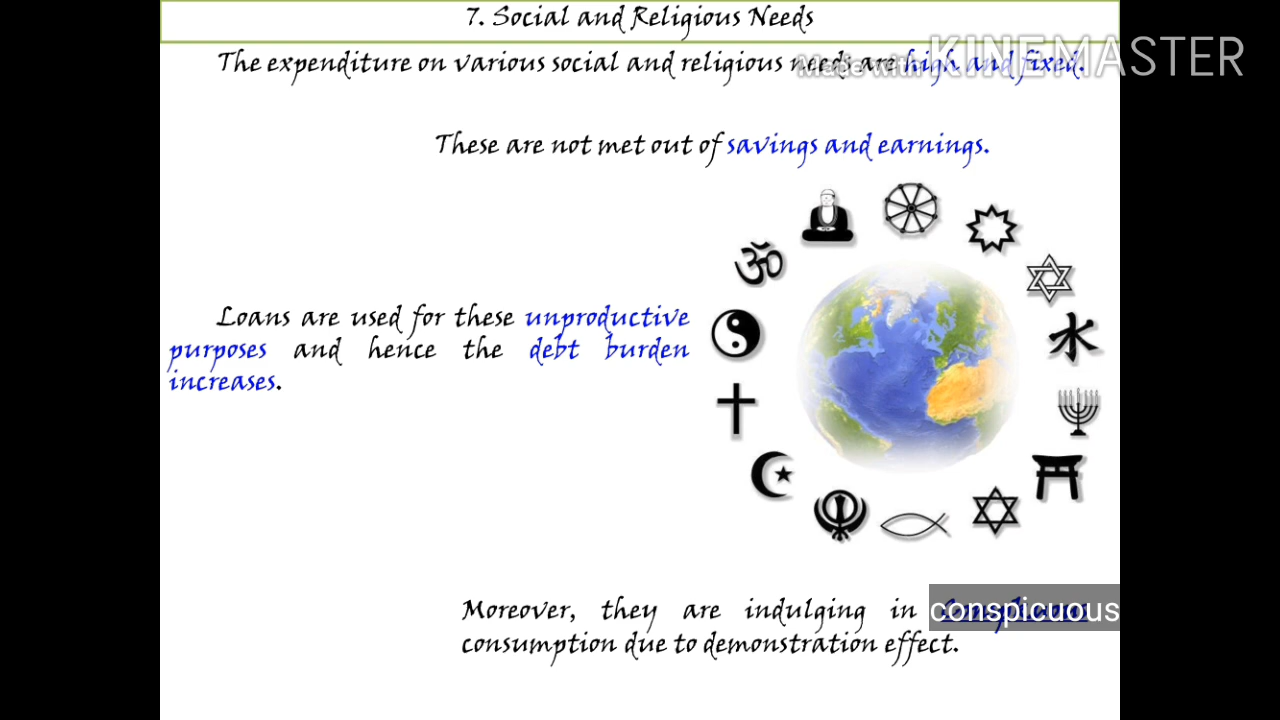 7. Social and Religious Needs
The expenditure on various social and religious needs are high and fixed.
Made with KINEMASTER
These are not met out of savings and earnings.
Loans are used for these unproductive
purposes and hence the debt burden
increases.
Moreover, they are indulging in conspicuous
consumption due to demonstration effect.